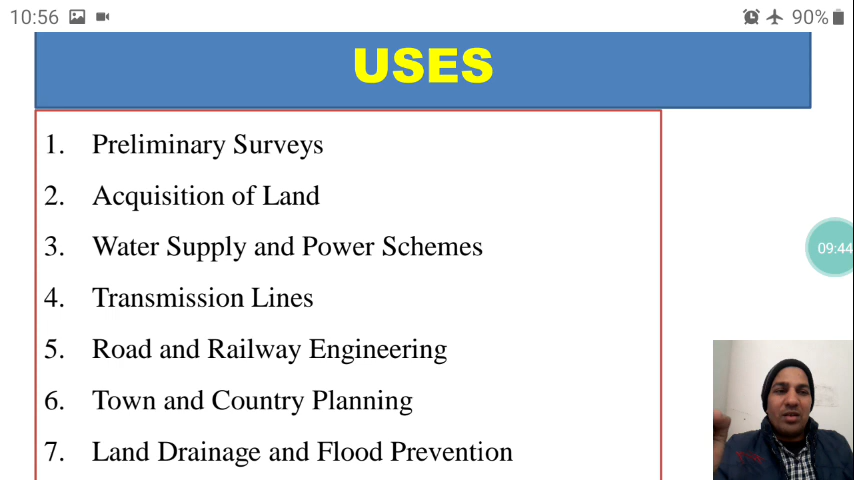 10:56 90%
USES
1. Preliminary Surveys
2. Acquisition of Land
3. Water Supply and Power Schemes
09:44
4. Transmission Lines
5. Road and Railway Engineering
6. Town and Country Planning
7. Land Drainage and Flood Prevention